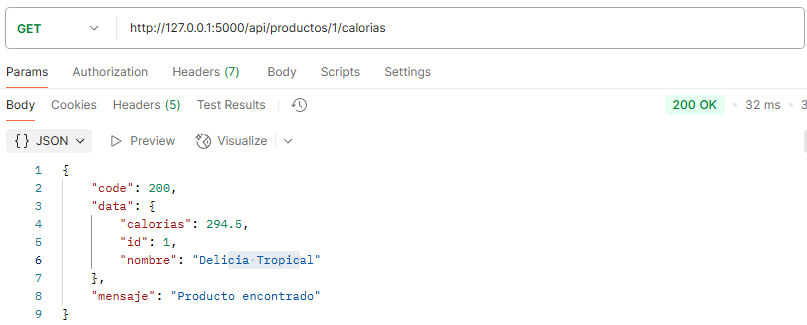 GET http://127.0.0.1:5000/api/productos/1/calorias
Params Authorization Headers (7) Body Scripts Settings
Body Cookies Headers (5) Test Results 200 OK • 32 ms • 3
{} JSON Preview Visualize
1 {
2 "code": 200,
3 "data": {
4 "calorias": 294.5,
5 "id": 1,
6 "nombre": "Delicia Tropical"
7 },
8 "mensaje": "Producto encontrado"
9 }